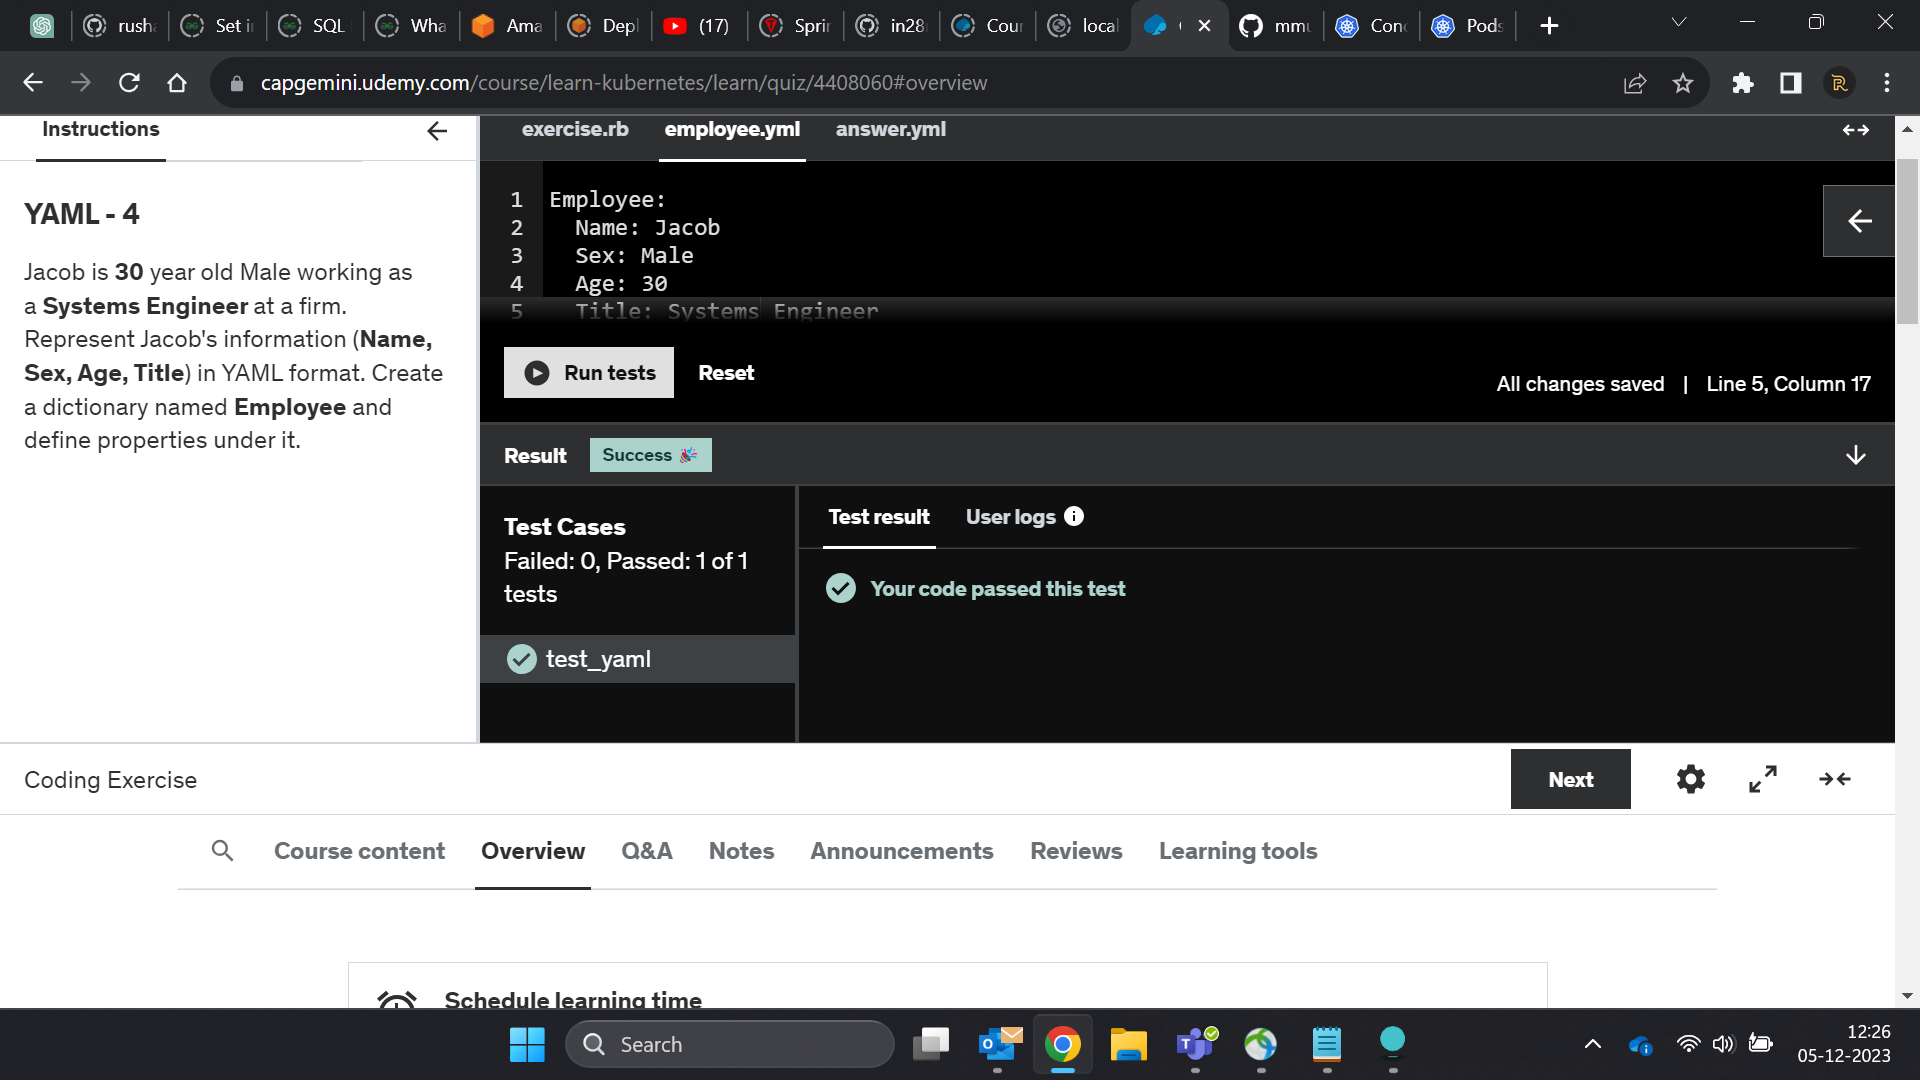 rush
Set i
SQL
Wha
Ama
Depl
(17)
Sprin
in28
Cour
local
mmu
Conc
Pods
capgemini.udemy.com/course/learn-kubernetes/learn/quiz/4408060#overview
Instructions
exercise.rb employee.yml answer.yml
YAML - 4
Jacob is 30 year old Male working as
a Systems Engineer at a firm.
Represent Jacob's information (Name,
Sex, Age, Title) in YAML format. Create
a dictionary named Employee and
define properties under it.
1 Employee:
2 Name: Jacob
3 Sex: Male
4 Age: 30
5 Title: Systems Engineer
Run tests Reset
All changes saved | Line 5, Column 17
Result Success
Test Cases
Failed: 0, Passed: 1 of 1
tests
test_yaml
Test result User logs
Your code passed this test
Coding Exercise
Next
Course content Overview Q&A Notes Announcements Reviews Learning tools
Schedule learning time
Search
12:26
05-12-2023